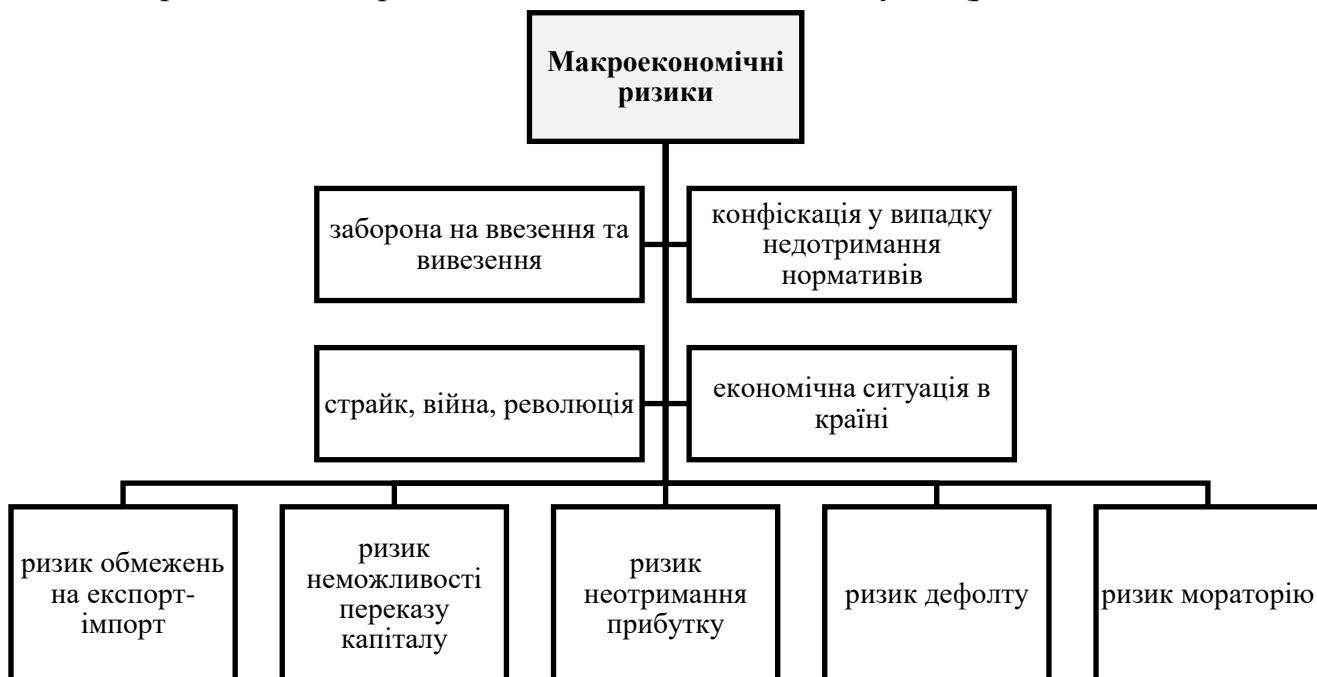 Макроекономічні
ризики
заборона на ввезення та
вивезення
конфіскація у випадку
недотримання
нормативів
страйк, війна, революція
економічна ситуація в
країні
ризик обмежень
на експорт-
імпорт
ризик
неможливості
переказу
капіталу
ризик
неотримання
прибутку
ризик дефолту
ризик мораторію